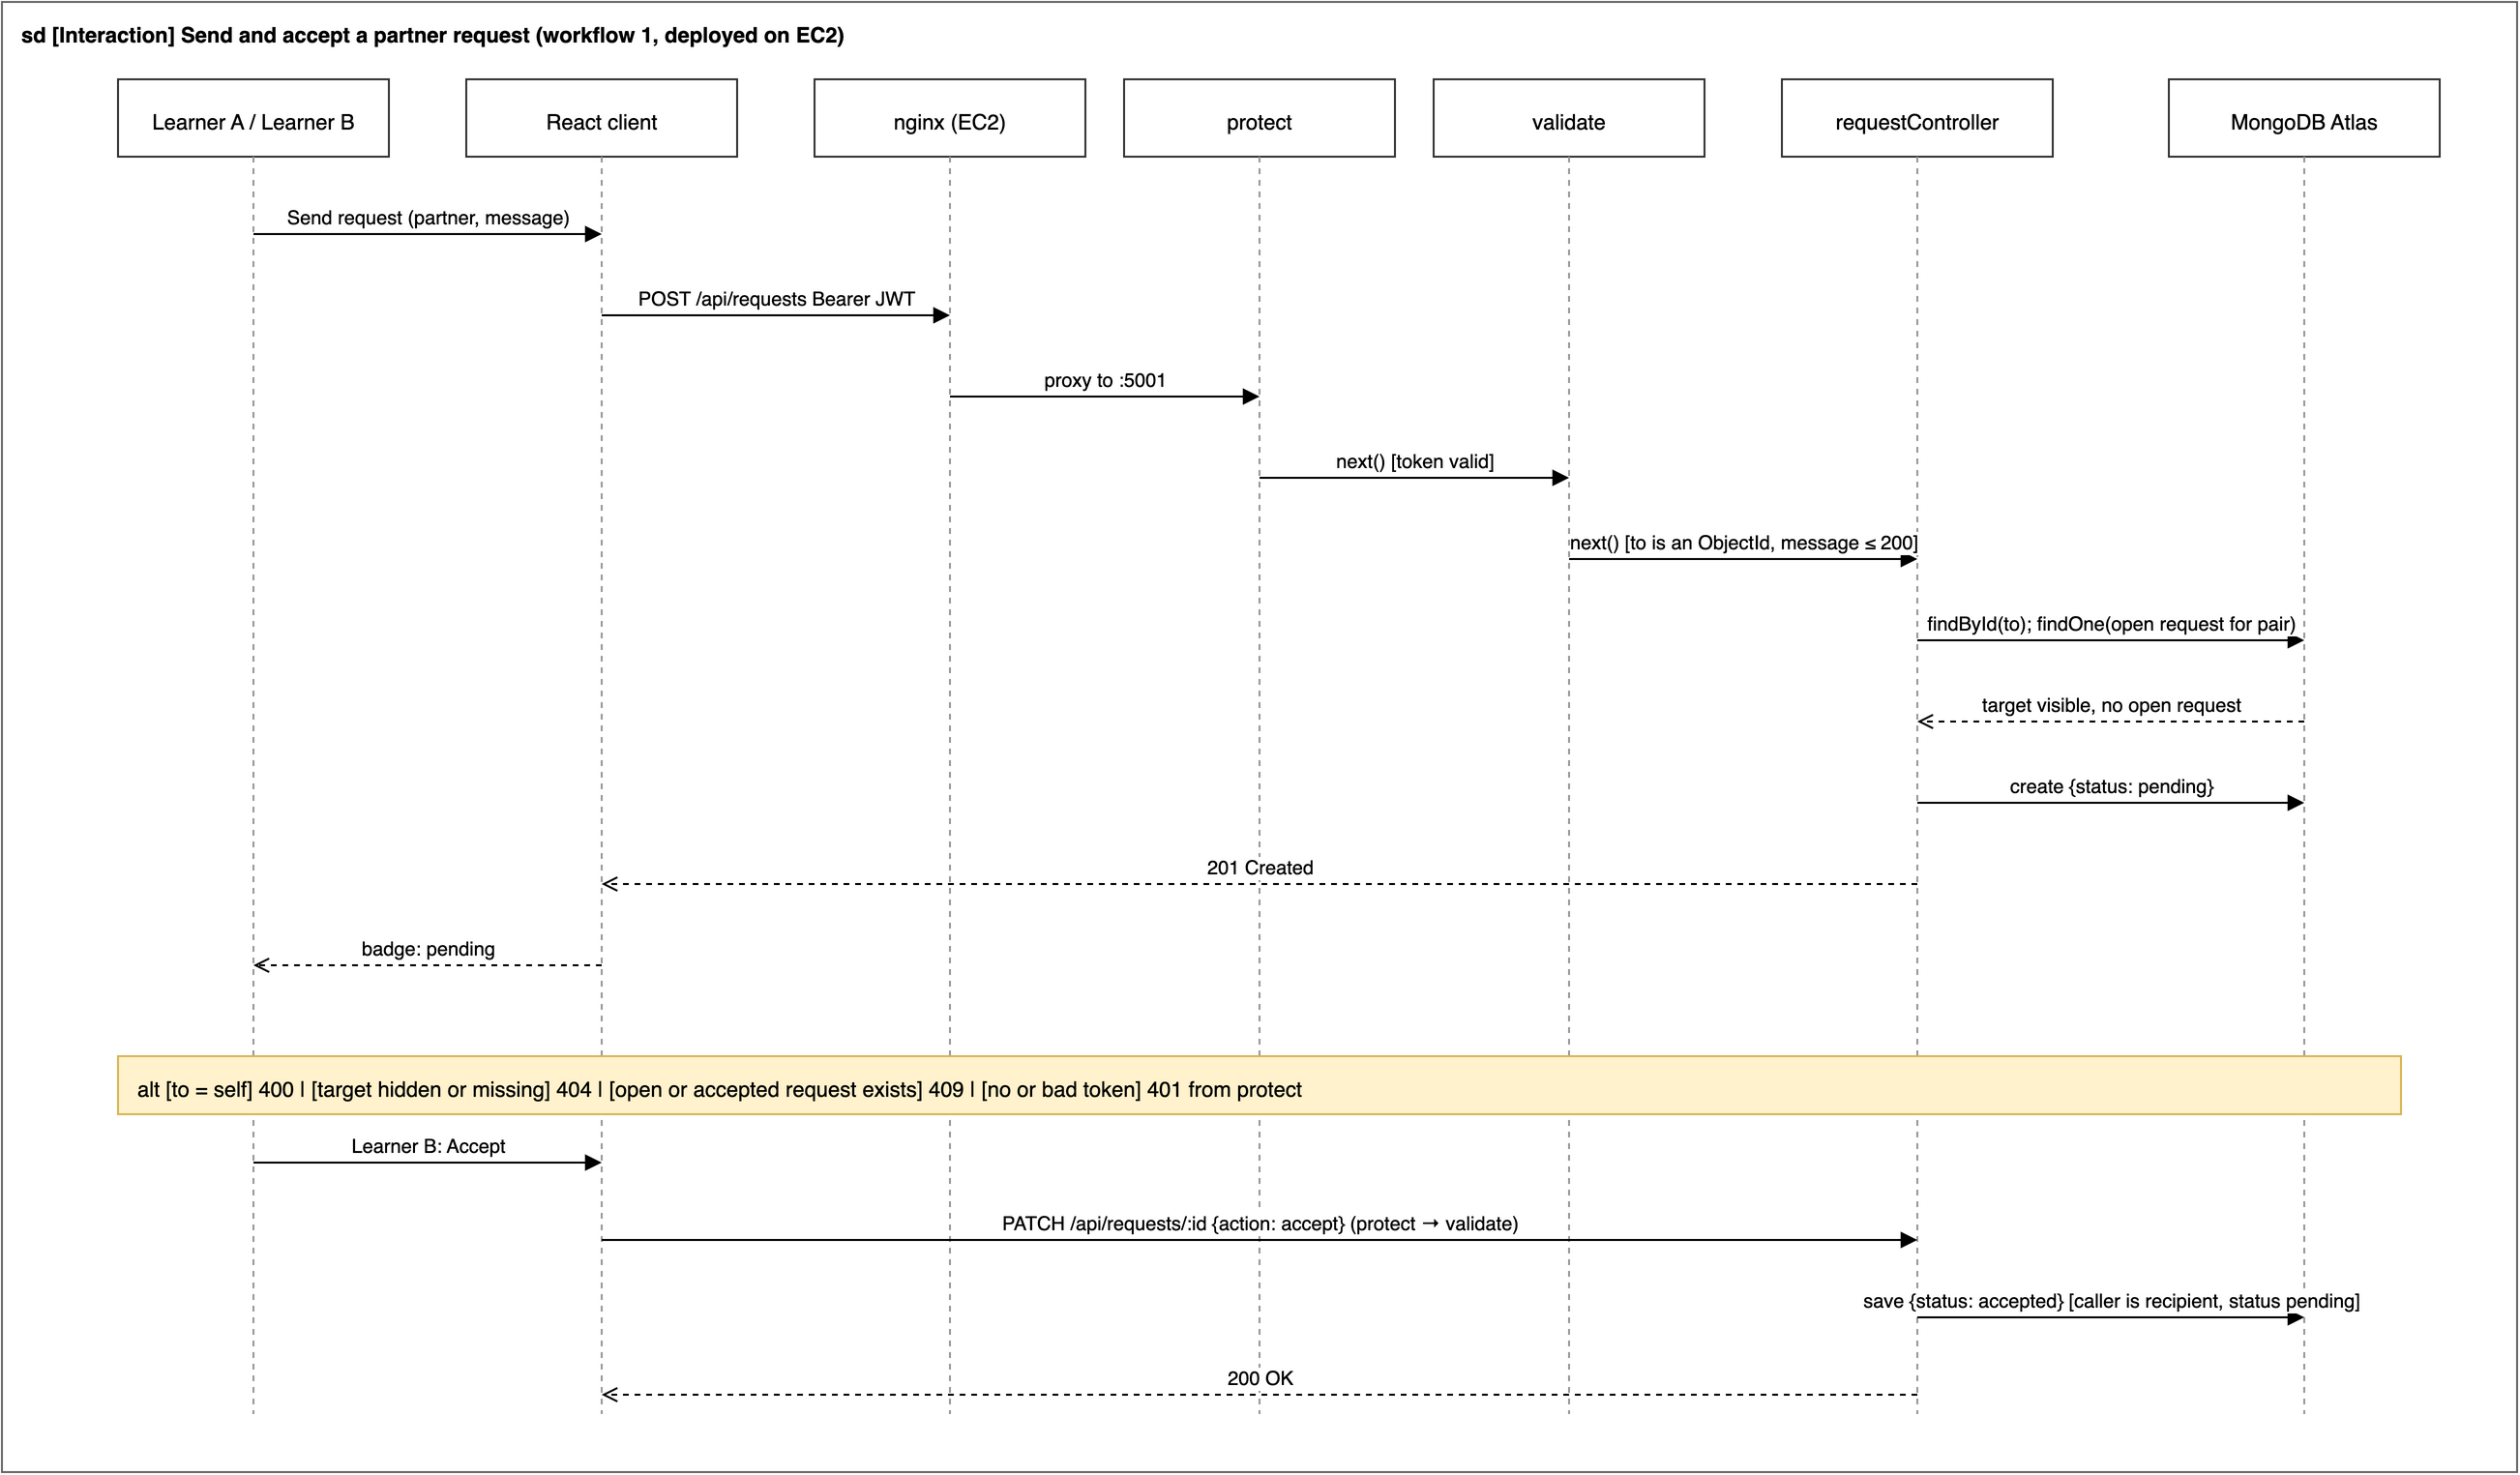 sd [Interaction] Send and accept a partner request (workflow 1, deployed on EC2)
Learner A / Learner B
React client
nginx (EC2)
protect
validate
requestController
MongoDB Atlas
Send request (partner, message)
POST /api/requests Bearer JWT
proxy to :5001
next() [token valid]
next() [to is an ObjectId, message ≤ 200]
findById(to); findOne(open request for pair)
target visible, no open request
create {status: pending}
201 Created
badge: pending
alt [to = self] 400 | [target hidden or missing] 404 | [open or accepted request exists] 409 | [no or bad token] 401 from protect
Learner B: Accept
PATCH /api/requests/:id {action: accept} (protect → validate)
save {status: accepted} [caller is recipient, status pending]
200 OK